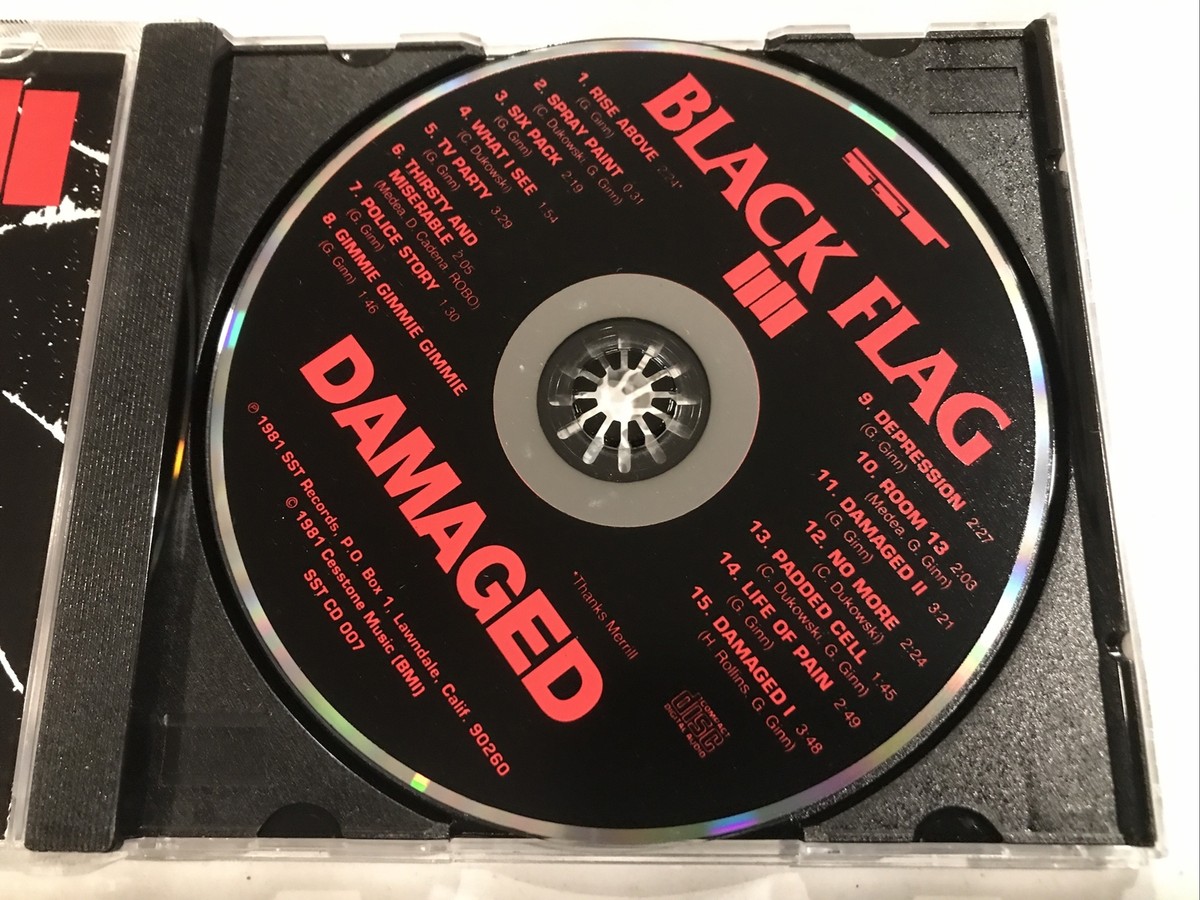 BLACK FLAG
SST
1. RISE ABOVE 2:24*
(G. Ginn)
2. SPRAY PAINT 0:31
(C. Dukowski, G. Ginn)
3. SIX PACK 2:19
(G. Ginn)
4. WHAT I SEE 1:54
(C. Dukowski)
5. TV PARTY 3:29
(G. Ginn)
6. THIRSTY AND
MISERABLE 2:05
(Medea, D. Cadena, ROBO)
7. POLICE STORY 1:30
(G. Ginn)
8. GIMMIE GIMMIE GIMMIE
(G. Ginn) 1:46
9. DEPRESSION 2:27
(G. Ginn)
10. ROOM 13 2:03
(Medea, G. Ginn)
11. DAMAGED II 3:21
(G. Ginn)
12. NO MORE 2:24
(C. Dukowski)
13. PADDED CELL 1:45
(C. Dukowski, G. Ginn)
14. LIFE OF PAIN 2:49
(G. Ginn)
15. DAMAGED I 3:48
(H. Rollins, G. Ginn)
DAMAGED
*Thanks Merrill
COMPACT
disc
DIGITAL AUDIO
℗ 1981 SST Records, P.O. Box 1, Lawndale, Calif. 90260
© 1981 Cesstone Music (BMI)
SST CD 007